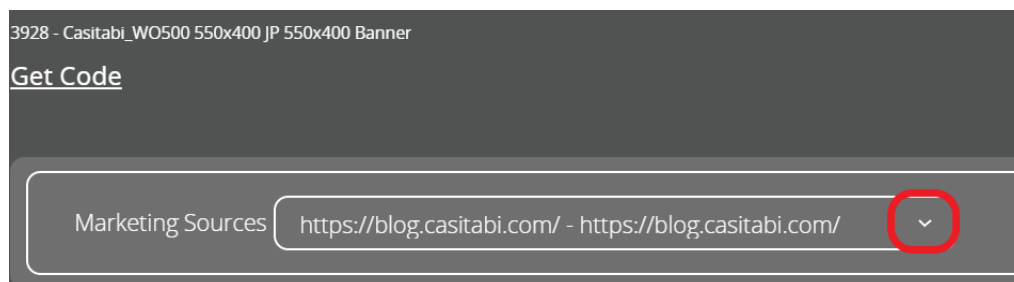 3928 - Casitabi_WO500 550x400 JP 550x400 Banner
Get Code
Marketing Sources https://blog.casitabi.com/ - https://blog.casitabi.com/